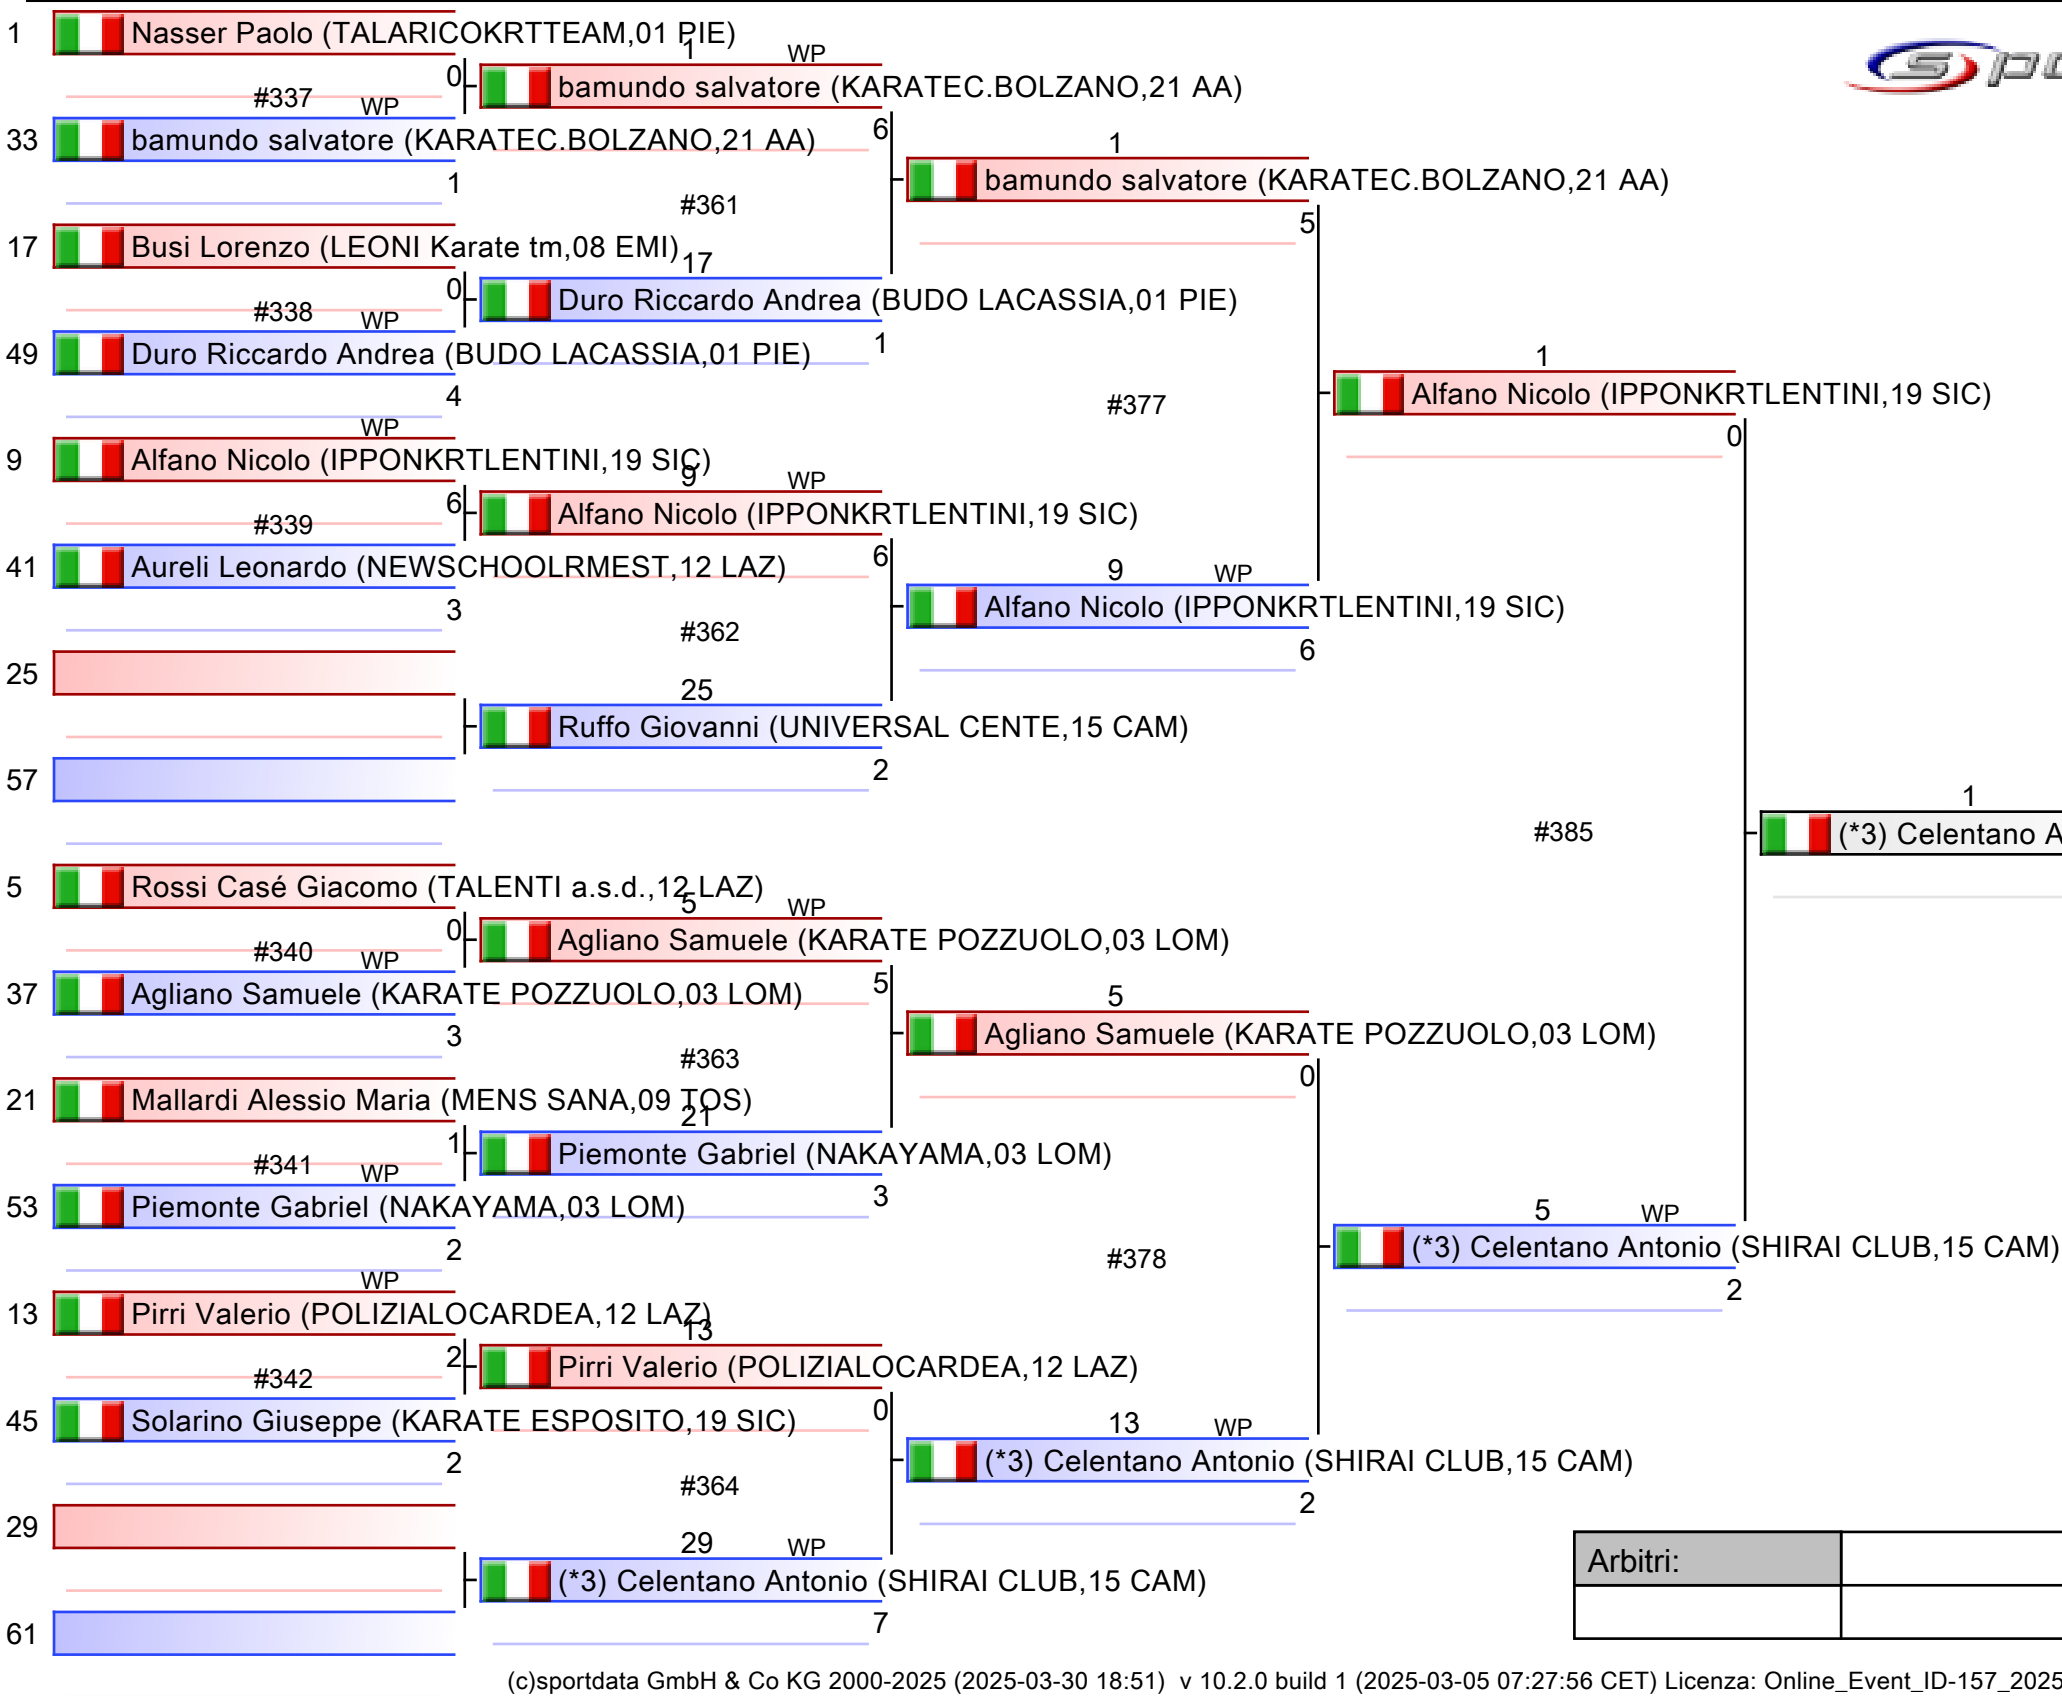 1 Nasser Paolo (TALARICOKRTTEAM,01 PIE)
1 WP
0 bamundo salvatore (KARATEC.BOLZANO,21 AA)
#337 WP
33 bamundo salvatore (KARATEC.BOLZANO,21 AA)
6
1
1
bamundo salvatore (KARATEC.BOLZANO,21 AA)
#361
5
17 Busi Lorenzo (LEONI Karate tm,08 EMI)
17
0 Duro Riccardo Andrea (BUDO LACASSIA,01 PIE)
#338 WP
49 Duro Riccardo Andrea (BUDO LACASSIA,01 PIE)
1
1
4
Alfano Nicolo (IPPONKRTLENTINI,19 SIC)
#377
WP
0
9 Alfano Nicolo (IPPONKRTLENTINI,19 SIC)
9 WP
6 Alfano Nicolo (IPPONKRTLENTINI,19 SIC)
#339
6
41 Aureli Leonardo (NEWSCHOOLRMEST,12 LAZ)
9 WP
3
Alfano Nicolo (IPPONKRTLENTINI,19 SIC)
#362
6
25
25
Ruffo Giovanni (UNIVERSAL CENTE,15 CAM)
2
57
1
#385
(*3) Celentano A
5 Rossi Casé Giacomo (TALENTI a.s.d.,12 LAZ)
5 WP
0 Agliano Samuele (KARATE POZZUOLO,03 LOM)
#340 WP
37 Agliano Samuele (KARATE POZZUOLO,03 LOM)
5
5
3
Agliano Samuele (KARATE POZZUOLO,03 LOM)
#363
0
21 Mallardi Alessio Maria (MENS SANA,09 TOS)
21
1 Piemonte Gabriel (NAKAYAMA,03 LOM)
#341 WP
53 Piemonte Gabriel (NAKAYAMA,03 LOM)
3
5 WP
2
(*3) Celentano Antonio (SHIRAI CLUB,15 CAM)
#378
WP
2
13 Pirri Valerio (POLIZIALOCARDEA,12 LAZ)
13
2 Pirri Valerio (POLIZIALOCARDEA,12 LAZ)
#342
0
45 Solarino Giuseppe (KARATE ESPOSITO,19 SIC)
13 WP
2
(*3) Celentano Antonio (SHIRAI CLUB,15 CAM)
#364
2
29
29 WP
(*3) Celentano Antonio (SHIRAI CLUB,15 CAM)
7
61
Arbitri:
(c)sportdata GmbH & Co KG 2000-2025 (2025-03-30 18:51) v 10.2.0 build 1 (2025-03-05 07:27:56 CET) Licenza: Online_Event_ID-157_2025